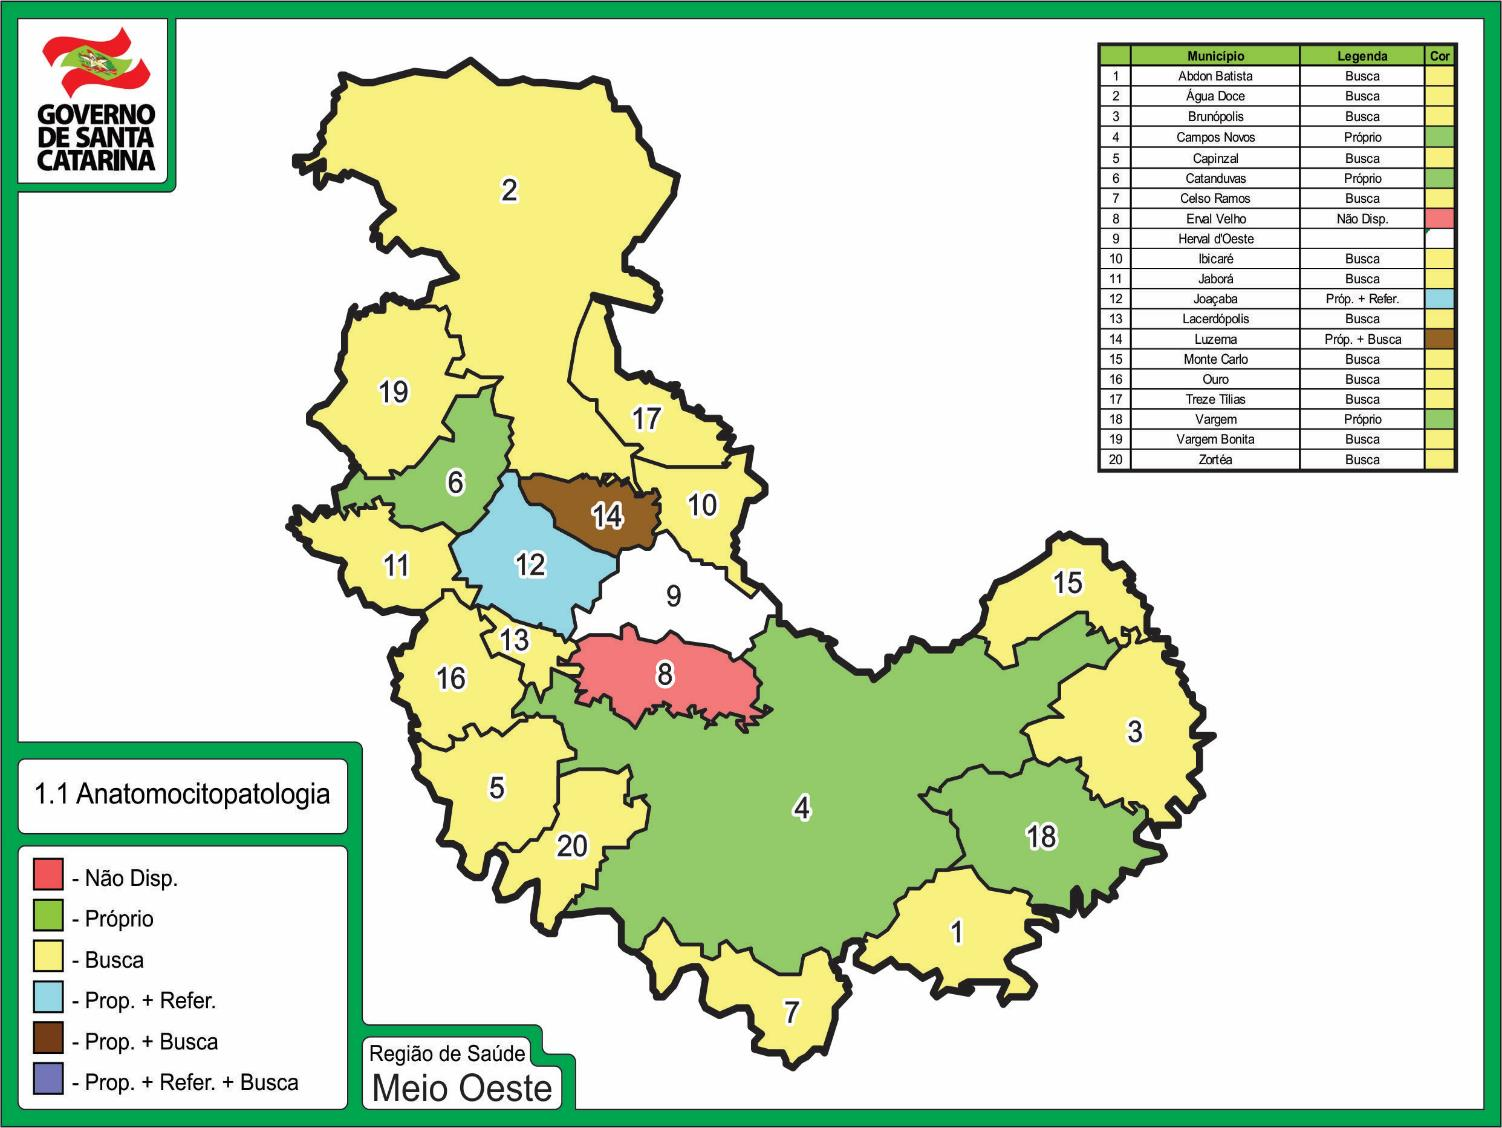 GOVERNO
DE SANTA
CATARINA
Município Legenda Cor
1 Abdon Batista Busca
2 Água Doce Busca
3 Brunópolis Busca
4 Campos Novos Próprio
5 Capinzal Busca
6 Catanduvas Próprio
7 Celso Ramos Busca
8 Erval Velho Não Disp.
9 Herval d'Oeste
10 Ibicaré Busca
11 Jaborá Busca
12 Joaçaba Próp. + Refer.
13 Lacerdópolis Busca
14 Luzerna Próp. + Busca
15 Monte Carlo Busca
16 Ouro Busca
17 Treze Tílias Busca
18 Vargem Próprio
19 Vargem Bonita Busca
20 Zortéa Busca
2
19
17
6
10
14
11
12
15
9
13
8
16
3
5
4
18
20
1
7
1.1 Anatomocitopatologia
- Não Disp.
- Próprio
- Busca
- Prop. + Refer.
- Prop. + Busca
- Prop. + Refer. + Busca
Região de Saúde
Meio Oeste